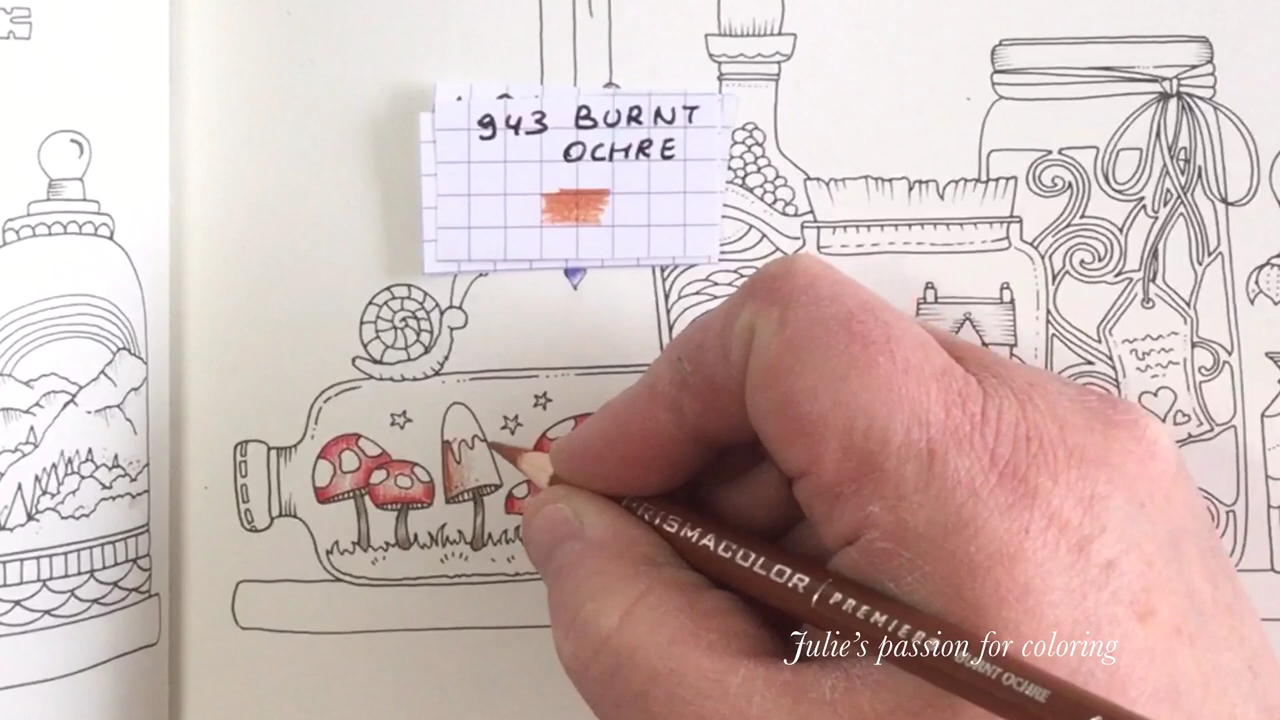 943 BURNT
OCHRE
PRISMACOLOR PREMIER
BURNT OCHRE
Julie's passion for coloring